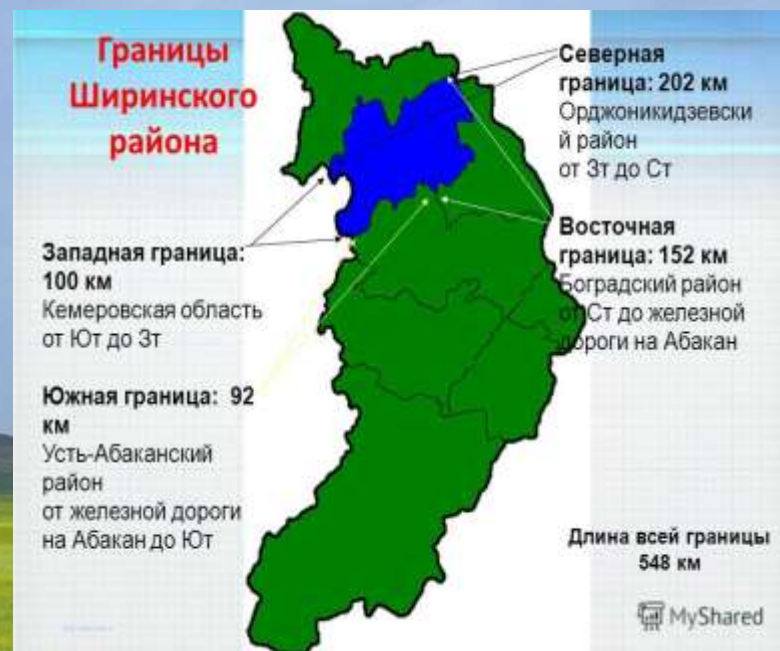 Границы
Ширинского
района
Северная
граница: 202 км
Орджоникидзевски
й район
от Зт до Ст
Западная граница:
100 км
Кемеровская область
от Ют до Зт
Восточная
граница: 152 км
Боградский район
от Ст до железной
дороги на Абакан
Южная граница: 92
км
Усть-Абаканский
район
от железной дороги
на Абакан до Ют
Длина всей границы
548 км
MyShared